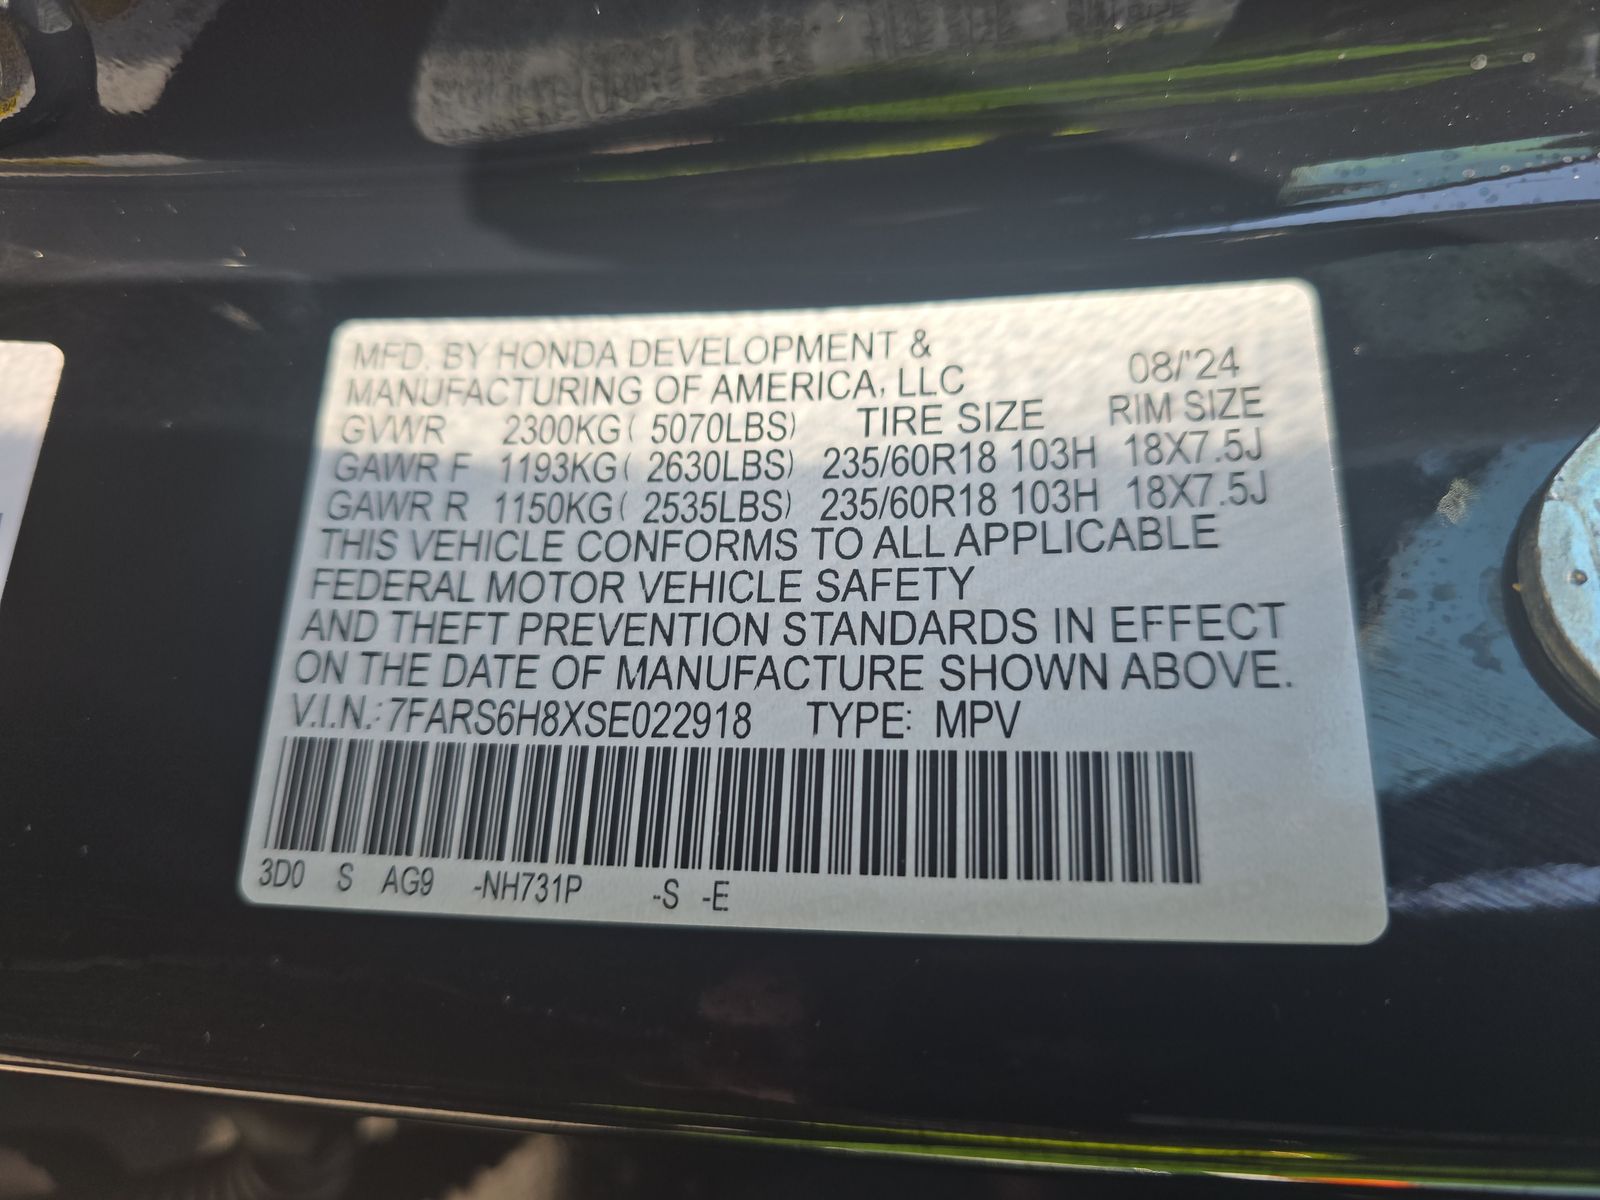 MFD. BY HONDA DEVELOPMENT &
MANUFACTURING OF AMERICA, LLC 08/'24
GVWR 2300KG( 5070LBS) TIRE SIZE RIM SIZE
GAWR F 1193KG( 2630LBS) 235/60R18 103H 18X7.5J
GAWR R 1150KG( 2535LBS) 235/60R18 103H 18X7.5J
THIS VEHICLE CONFORMS TO ALL APPLICABLE
FEDERAL MOTOR VEHICLE SAFETY
AND THEFT PREVENTION STANDARDS IN EFFECT
ON THE DATE OF MANUFACTURE SHOWN ABOVE.
V.I.N.: 7FARS6H8XSE022918 TYPE: MPV
3D0 S AG9 -NH731P -S -E